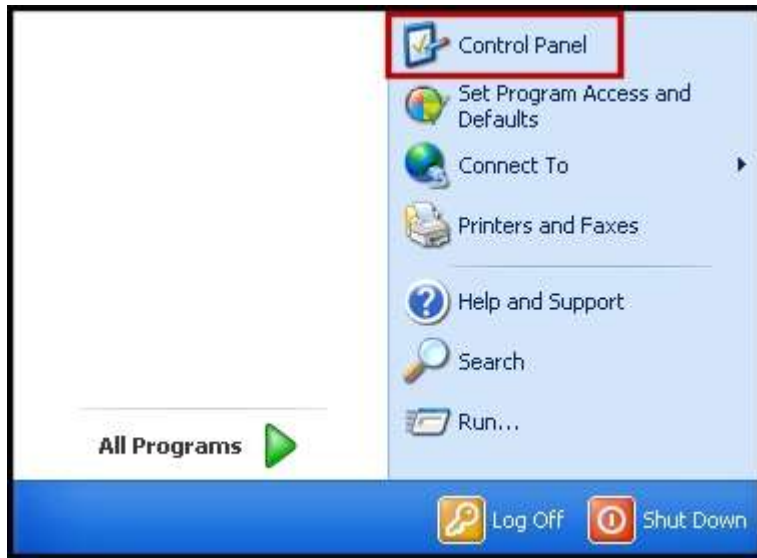 Control Panel
Set Program Access and
Defaults
Connect To
Printers and Faxes
Help and Support
Search
Run...
All Programs
Log Off
Shut Down